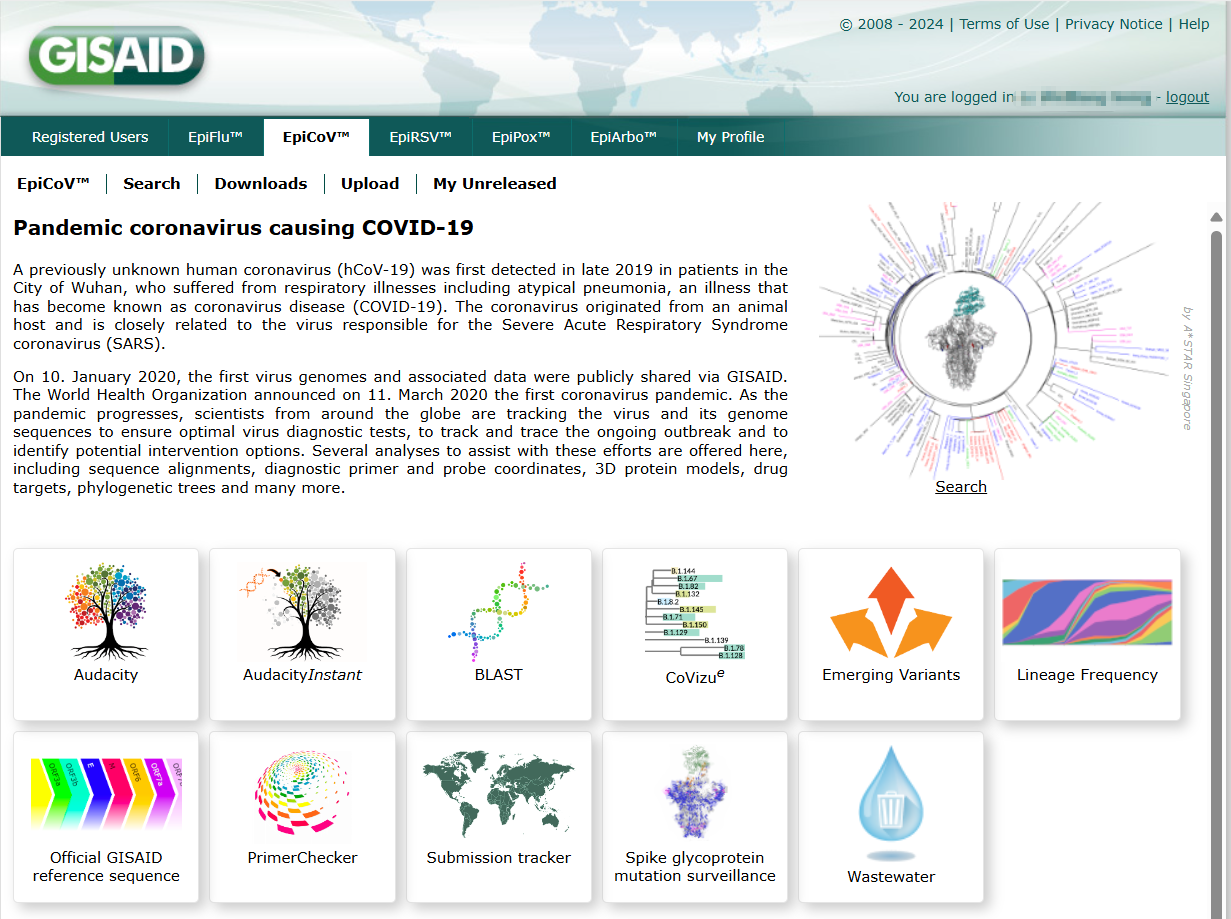 GISAID
© 2008 - 2024 | Terms of Use | Privacy Notice | Help
You are logged in - logout
Registered Users EpiFlu™ EpiCoV™ EpiRSV™ EpiPox™ EpiArbo™ My Profile
EpiCoV™ Search Downloads Upload My Unreleased
Pandemic coronavirus causing COVID-19
A previously unknown human coronavirus (hCoV-19) was first detected in late 2019 in patients in the
City of Wuhan, who suffered from respiratory illnesses including atypical pneumonia, an illness that
has become known as coronavirus disease (COVID-19). The coronavirus originated from an animal
host and is closely related to the virus responsible for the Severe Acute Respiratory Syndrome
coronavirus (SARS).
On 10. January 2020, the first virus genomes and associated data were publicly shared via GISAID.
The World Health Organization announced on 11. March 2020 the first coronavirus pandemic. As the
pandemic progresses, scientists from around the globe are tracking the virus and its genome
sequences to ensure optimal virus diagnostic tests, to track and trace the ongoing outbreak and to
identify potential intervention options. Several analyses to assist with these efforts are offered here,
including sequence alignments, diagnostic primer and probe coordinates, 3D protein models, drug
targets, phylogenetic trees and many more.
by A*STAR Singapore
Search
B.1.144
B.1.67
B.1.82
B.1.132
B.1.8.2
B.1.145
B.1.71
B.1.150
B.1.129
B.1.139
B.1.78
B.1.128
Audacity
AudacityInstant
BLAST
CoVizue
Emerging Variants
Lineage Frequency
ORF3a ORF3b E M ORF6 ORF7a
Official GISAID
reference sequence
PrimerChecker
Submission tracker
Spike glycoprotein
mutation surveillance
Wastewater